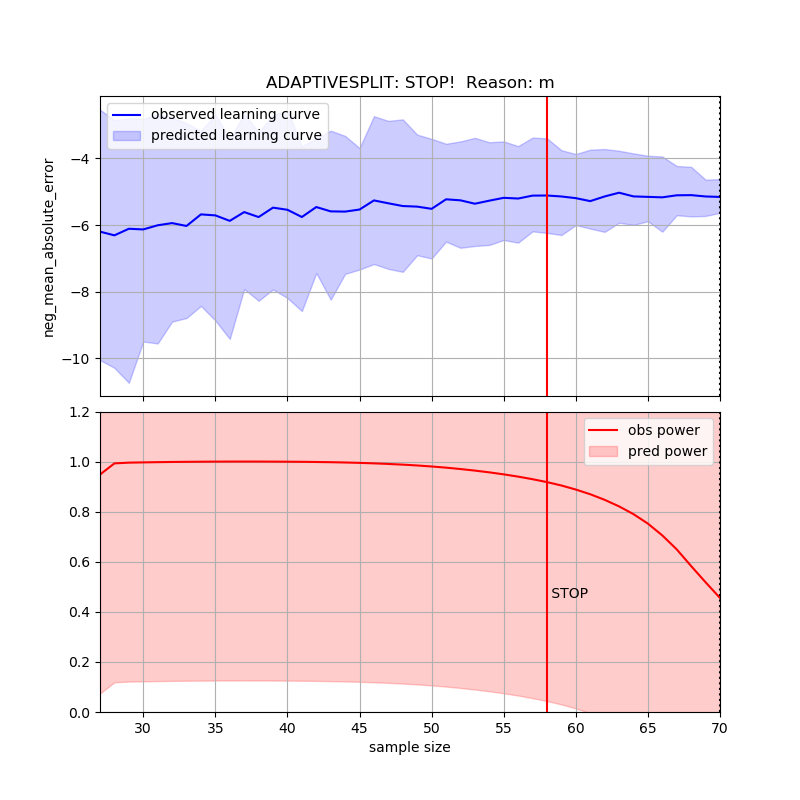 ADAPTIVESPLIT: STOP!  Reason: m
observed learning curve
predicted learning curve
neg_mean_absolute_error
−4
−6
−8
−10
obs power
pred power
1.2
1.0
0.8
0.6
0.4
0.2
0.0
STOP
30 35 40 45 50 55 60 65 70
sample size